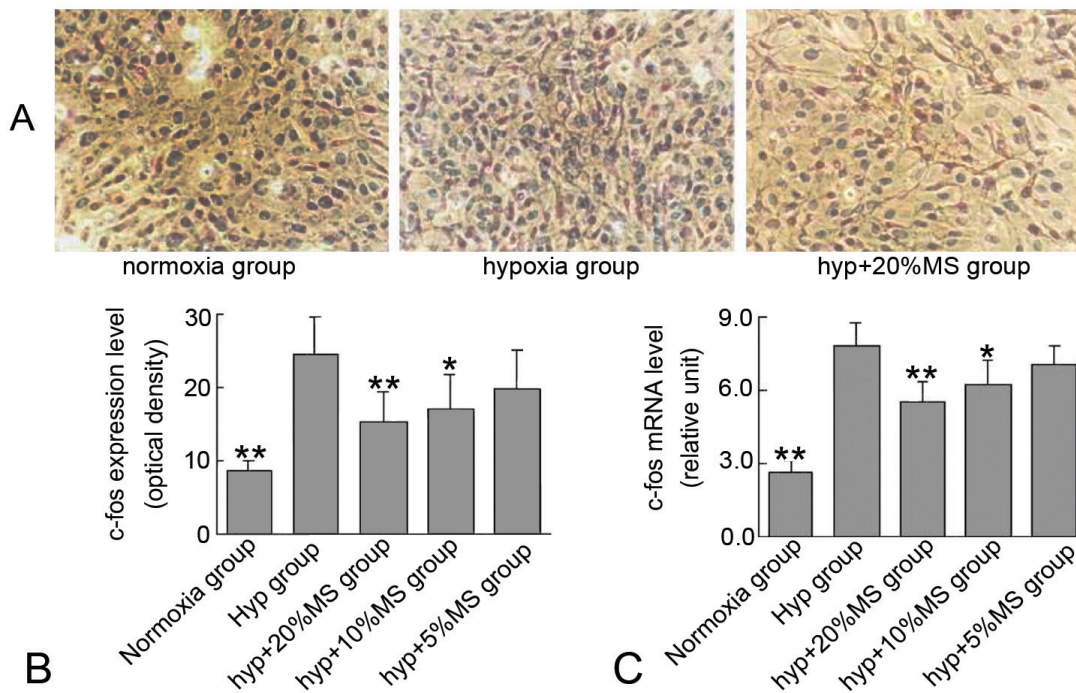 A
normoxia group
hypoxia group
hyp+20%MS group
c-fos expression level
(optical density)
30
20
10
0
**
**
*
Normoxia group
Hyp group
hyp+20%MS group
hyp+10%MS group
hyp+5%MS group
B
c-fos mRNA level
(relative unit)
9.0
6.0
3.0
0.0
**
**
*
Normoxia group
Hyp group
hyp+20%MS group
hyp+10%MS group
hyp+5%MS group
C